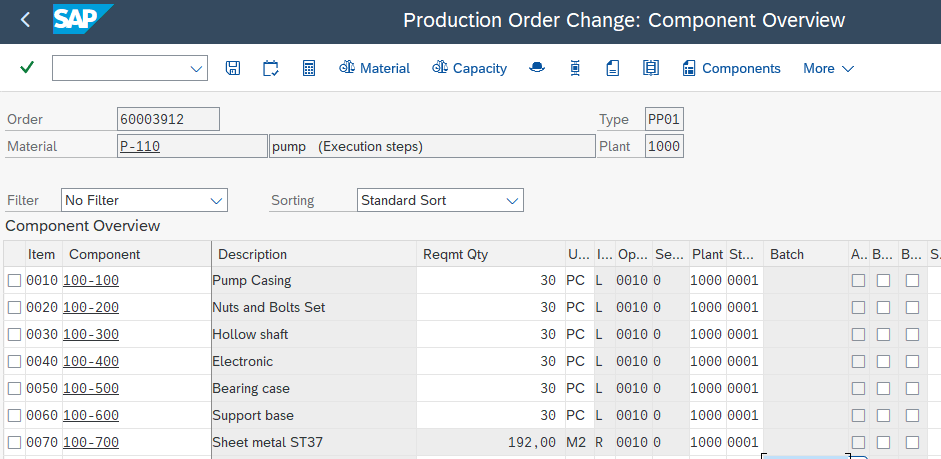 SAP Production Order Change: Component Overview
Material Capacity Components More
Order 60003912 Type PP01
Material P-110 pump (Execution steps) Plant 1000
Filter No Filter Sorting Standard Sort
Component Overview
Item Component Description Reqmt Qty U... I... Op... Se... Plant St... Batch A.. B... B... S.
0010 100-100 Pump Casing 30 PC L 0010 0 1000 0001
0020 100-200 Nuts and Bolts Set 30 PC L 0010 0 1000 0001
0030 100-300 Hollow shaft 30 PC L 0010 0 1000 0001
0040 100-400 Electronic 30 PC L 0010 0 1000 0001
0050 100-500 Bearing case 30 PC L 0010 0 1000 0001
0060 100-600 Support base 30 PC L 0010 0 1000 0001
0070 100-700 Sheet metal ST37 192,00 M2 R 0010 0 1000 0001